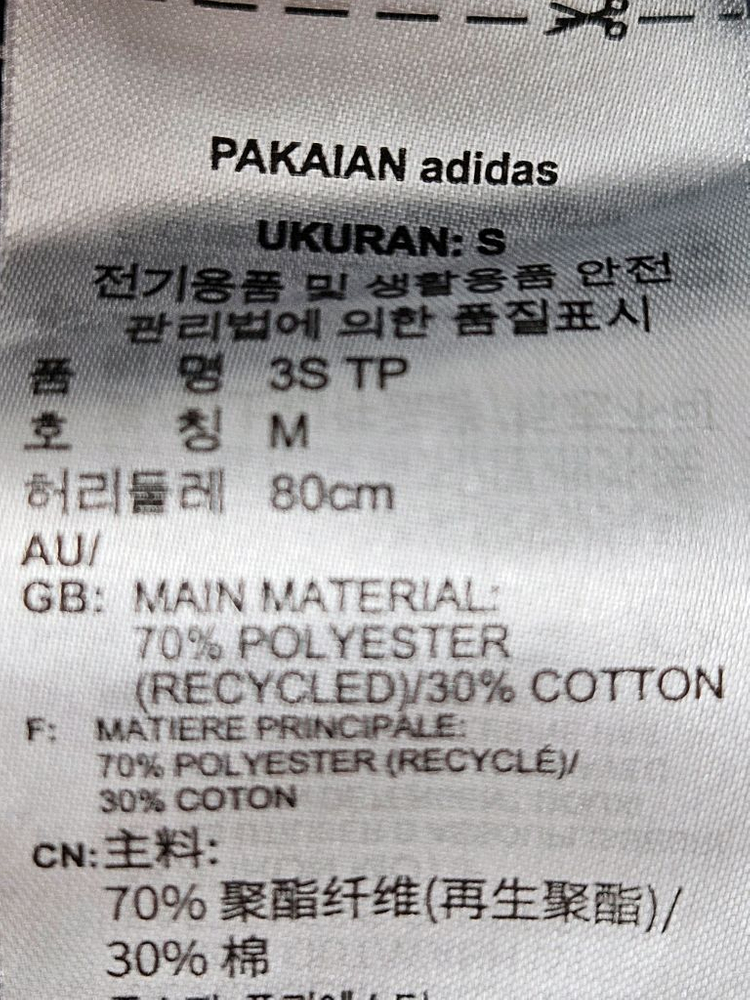 PAKAIAN adidas
UKURAN: S
전기용품 및 생활용품 안전
관리법에 의한 품질표시
품 명 3S TP
호 칭 M
허리둘레 80cm
AU/
GB: MAIN MATERIAL:
70% POLYESTER
(RECYCLED)/30% COTTON
F: MATIERE PRINCIPALE:
70% POLYESTER (RECYCLÉ)/
30% COTON
CN: 主料:
70% 聚酯纤维(再生聚酯)/
30% 棉